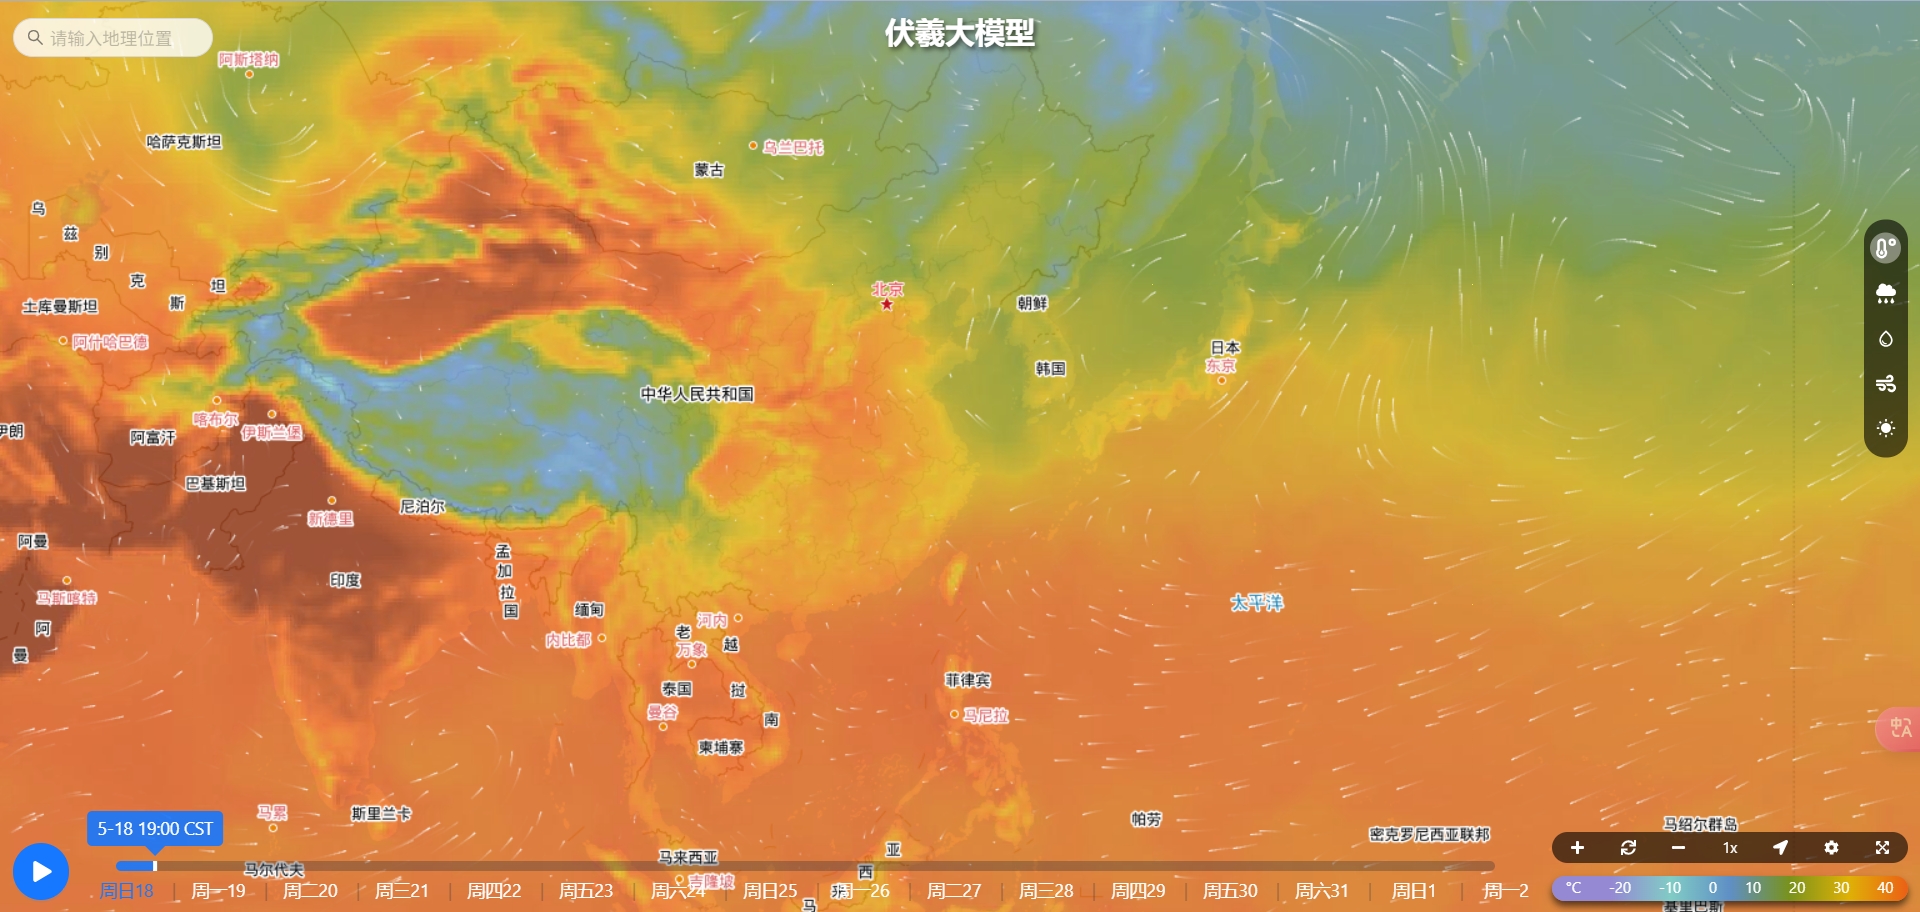 伏羲大模型
请输入地理位置
阿斯塔纳
哈萨克斯坦
乌兰巴托
蒙古
乌
兹
别
克
斯
坦
土库曼斯坦
阿什哈巴德
北京
朝鲜
日本
东京
韩国
中华人民共和国
喀布尔
伊斯兰堡
伊朗
阿富汗
巴基斯坦
新德里
尼泊尔
阿曼
孟
加
拉
国
印度
马斯喀特
阿
曼
缅甸
内比都
河内
老
万象
越
太平洋
泰国
挝
曼谷
南
柬埔寨
菲律宾
马尼拉
马累
斯里兰卡
帕劳
密克罗尼西亚联邦
马绍尔群岛
5-18 19:00 CST
马尔代夫
马来西亚
吉隆坡
亚
西
马
1x
周日18
周一19
周二20
周三21
周四22
周五23
周六24
周日25
周一26
周二27
周三28
周四29
周五30
周六31
周日1
周一2
°C -20 -10 0 10 20 30 40
基里巴斯
中
A